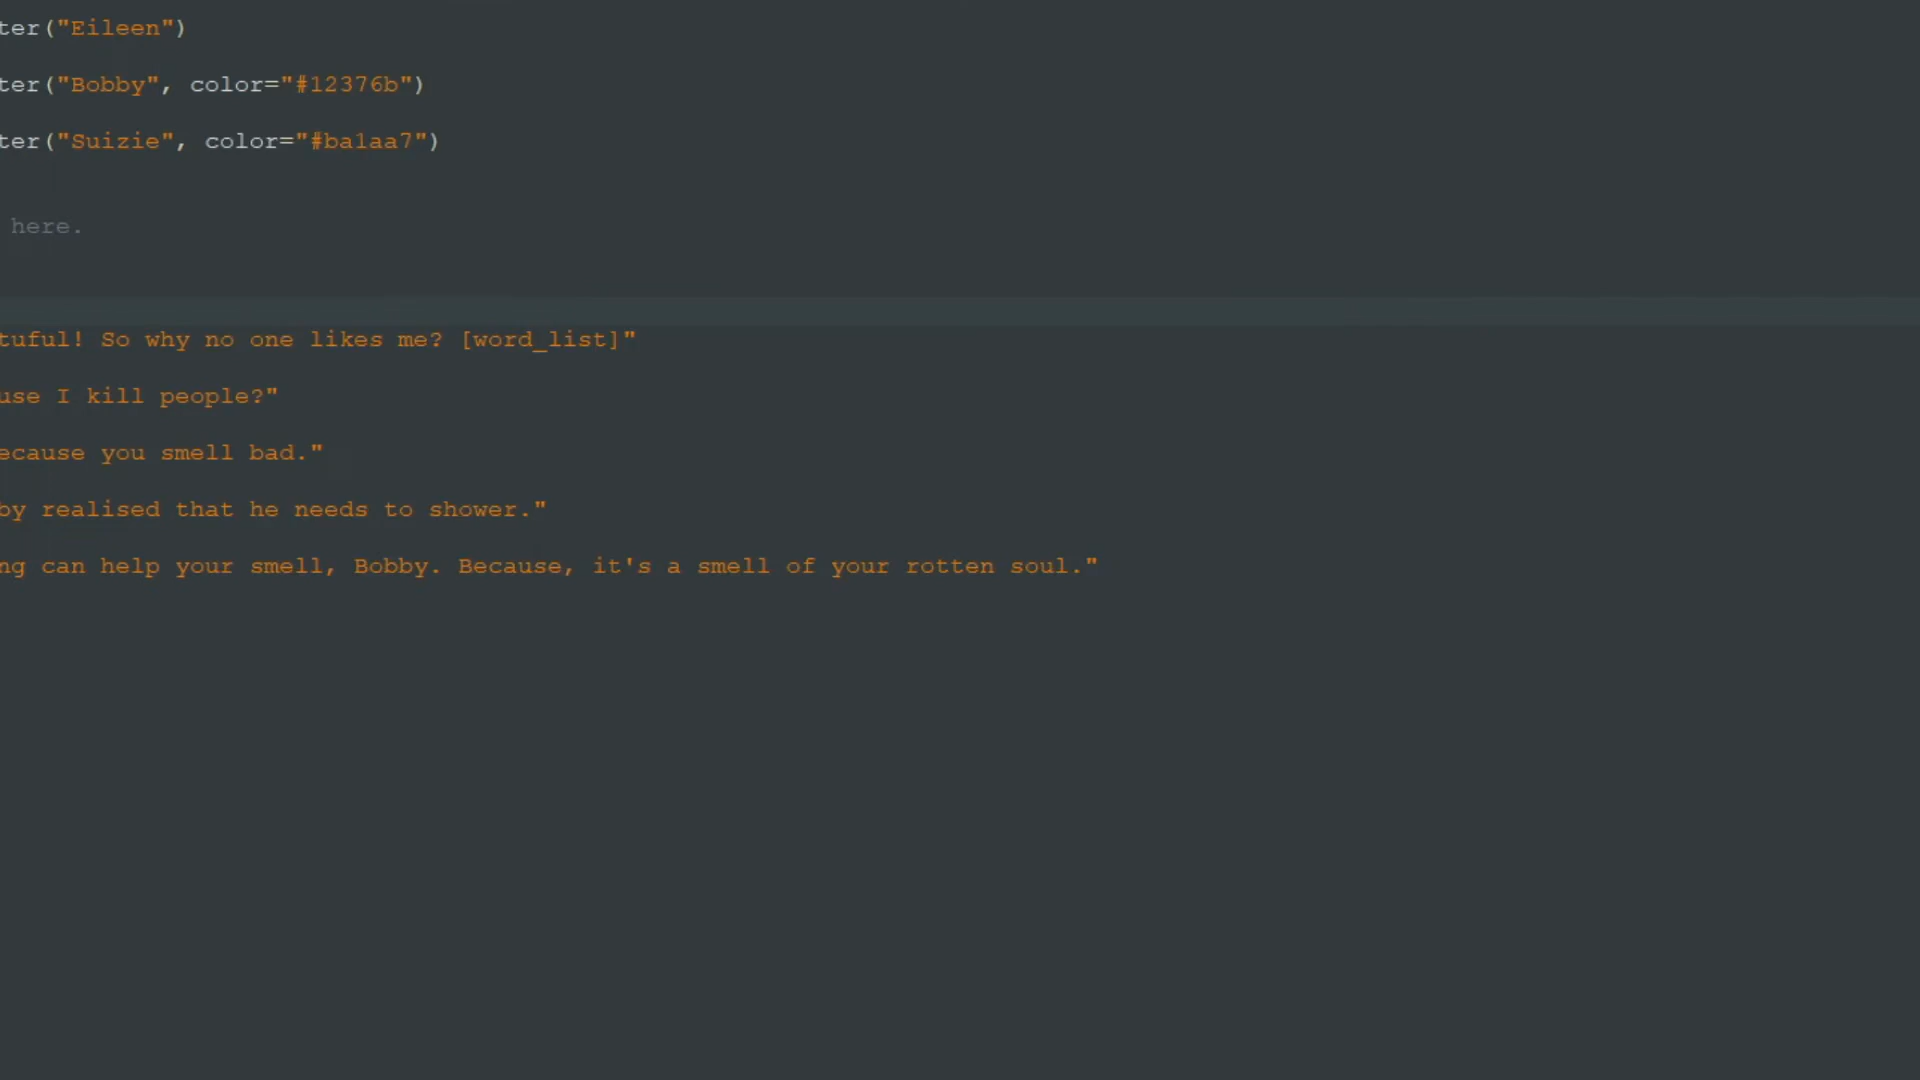 ter("Eileen")
ter("Bobby", color="#12376b")
ter("Suizie", color="#ba1aa7")
here.
tuful! So why no one likes me? [word_list]"
use I kill people?"
ecause you smell bad."
by realised that he needs to shower."
ng can help your smell, Bobby. Because, it's a smell of your rotten soul."